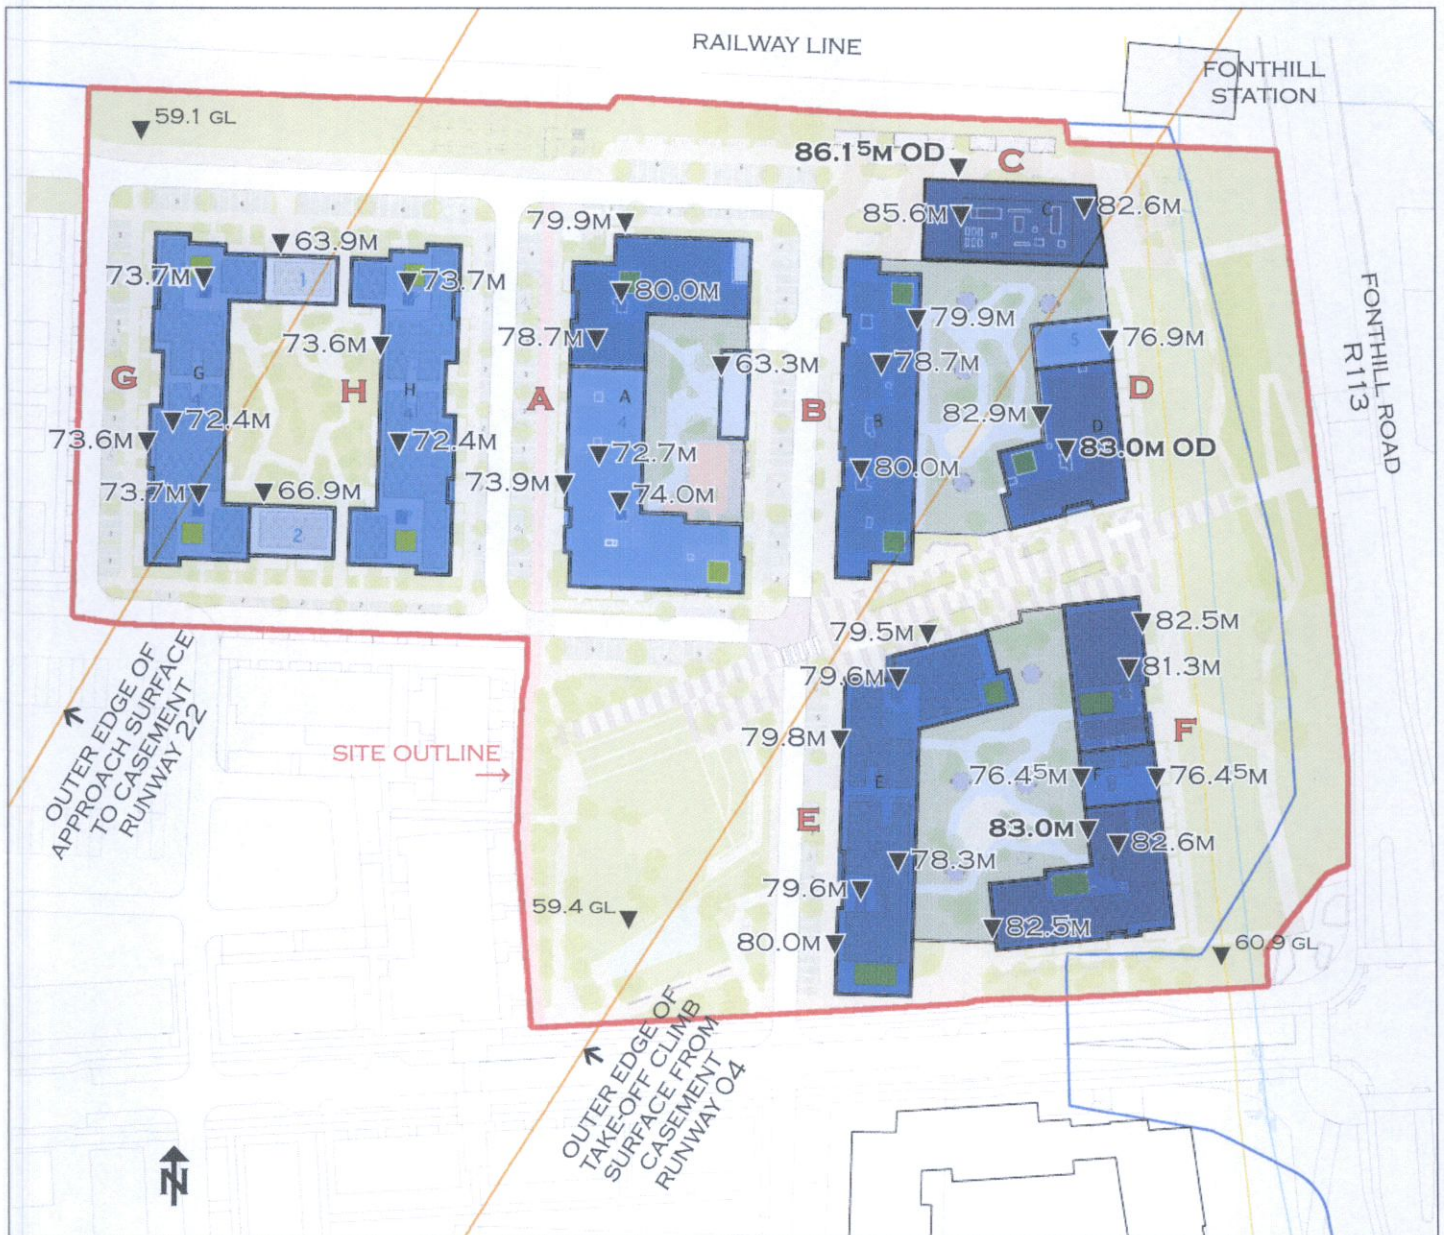 RAILWAY LINE
FONTHILL
STATION
59.1 GL
86.1⁵M OD
C
85.6M
C
82.6M
79.9M
63.9M
73.7M
1
73.7M
80.0M
79.9M
78.7M
73.6M
63.3M
78.7M
5
76.9M
FONTHILL ROAD
R113
G
G
4
H
H
4
A
A
4
B
B
D
D
72.4M
73.6M
72.4M
82.9M
83.0M OD
72.7M
80.0M
73.9M
74.0M
73.7M
66.9M
2
79.5M
82.5M
79.6M
81.3M
OUTER EDGE OF
APPROACH SURFACE
TO CASEMENT
RUNWAY 22
SITE OUTLINE
79.8M
F
E
E
76.4⁵M
F
76.4⁵M
83.0M
82.6M
78.3M
79.6M
59.4 GL
80.0M
82.5M
60.9 GL
OUTER EDGE OF
TAKE-OFF CLIMB
SURFACE FROM
CASEMENT
RUNWAY 04
N